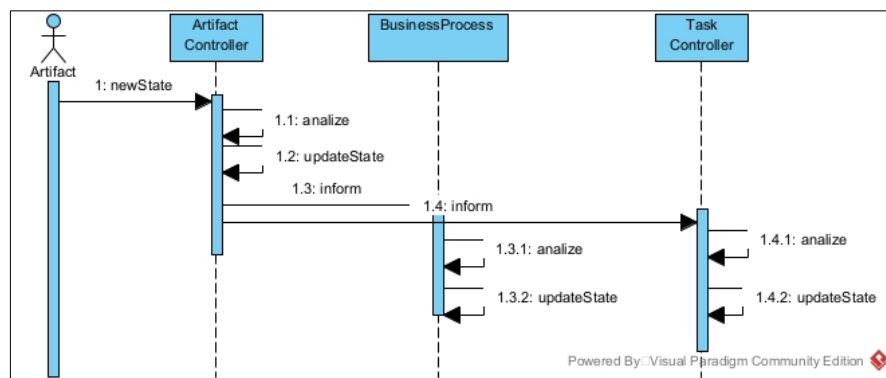 Artifact
Controller
BusinessProcess
Task
Controller
Artifact
1: newState
1.1: analize
1.2: updateState
1.3: inform
1.4: inform
1.3.1: analize
1.4.1: analize
1.3.2: updateState
1.4.2: updateState
Powered By Visual Paradigm Community Edition